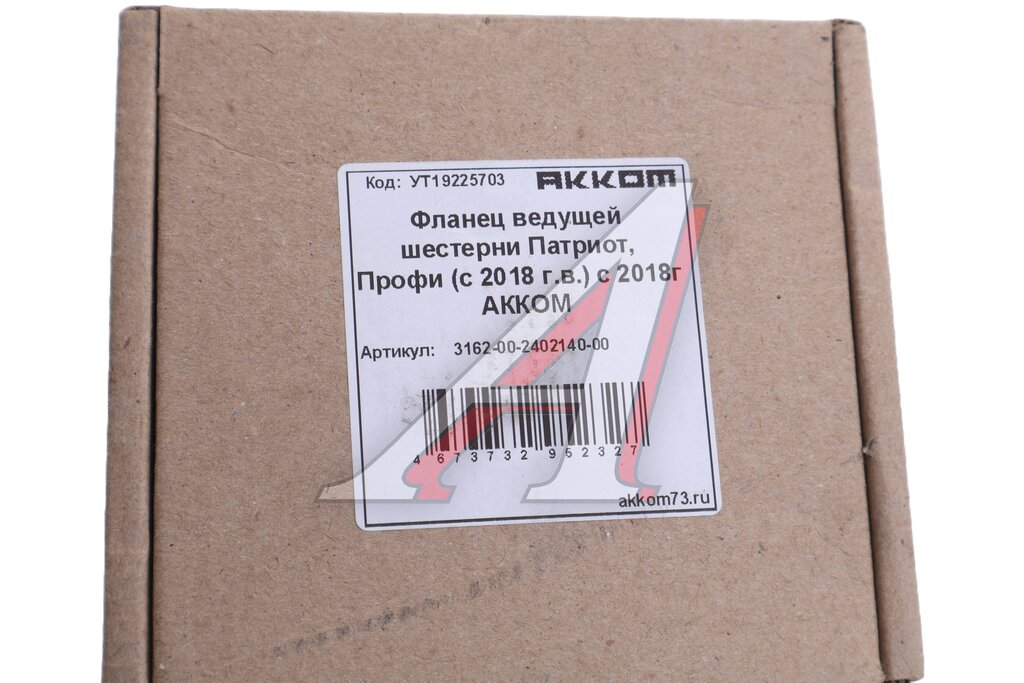 Код: УТ19225703 AKKOM
Фланец ведущей
шестерни Патриот,
Профи (с 2018 г.в.) с 2018г
АККОМ
Артикул: 3162-00-2402140-00
4 673732 962327
akkom73.ru